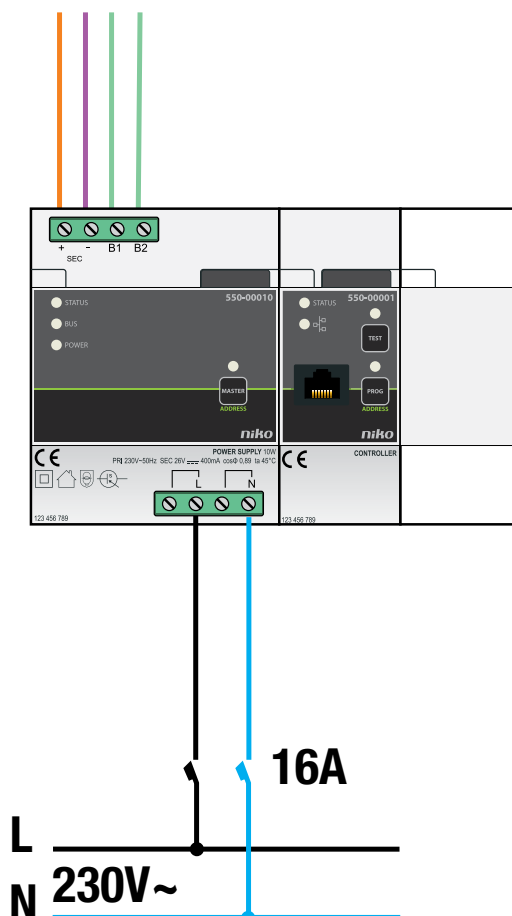 + - B1 B2
SEC
STATUS
BUS
POWER
550-00010
MASTER
ADDRESS
niko
STATUS
550-00001
TEST
PROG
ADDRESS
niko
CE
POWER SUPPLY 10W
PRI 230V~50Hz SEC 26V ⎓ 400mA cosΦ 0,89 ta 45°C
L N
123 456 789
CE
CONTROLLER
123 456 789
16A
L
230V~
N